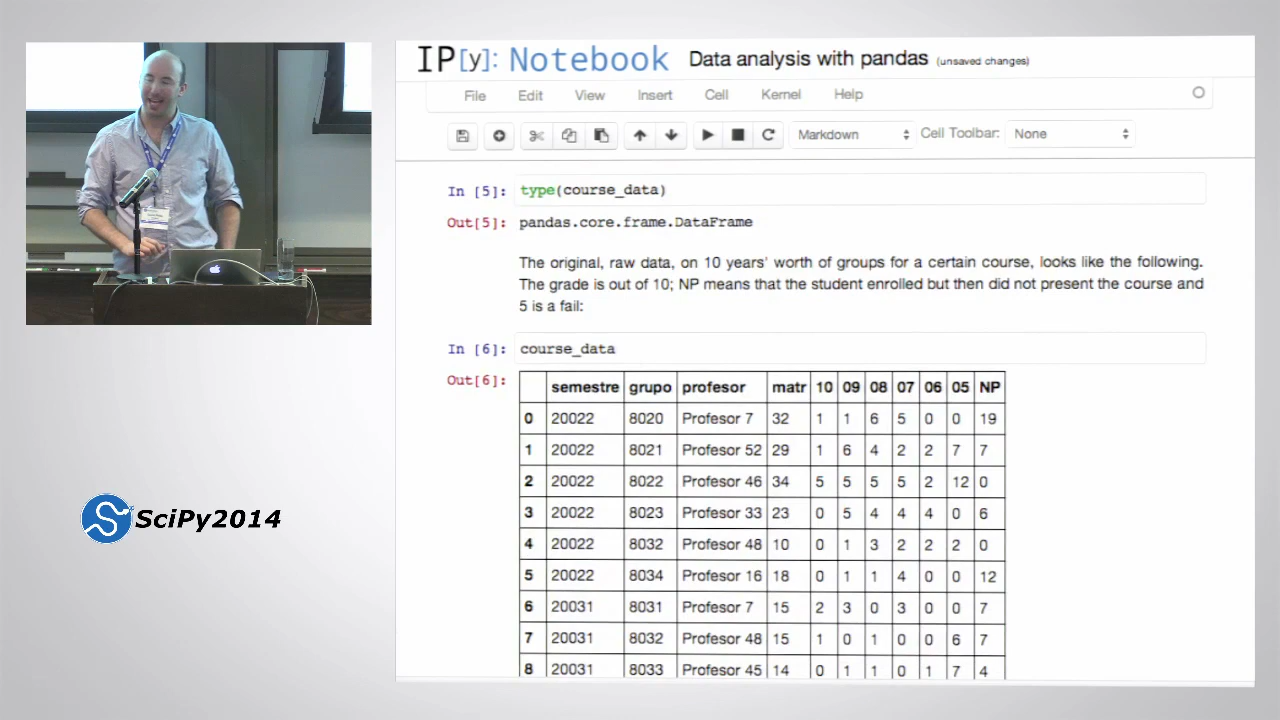 IP[y]: Notebook Data analysis with pandas (unsaved changes)
File Edit View Insert Cell Kernel Help
Markdown Cell Toolbar: None
In [5]: type(course_data)
Out[5]: pandas.core.frame.DataFrame
The original, raw data, on 10 years' worth of groups for a certain course, looks like the following.
The grade is out of 10; NP means that the student enrolled but then did not present the course and
5 is a fail:
In [6]: course_data
Out[6]:
semestre grupo profesor matr 10 09 08 07 06 05 NP
0 20022 8020 Profesor 7 32 1 1 6 5 0 0 19
1 20022 8021 Profesor 52 29 1 6 4 2 2 7 7
2 20022 8022 Profesor 46 34 5 5 5 5 2 12 0
3 20022 8023 Profesor 33 23 0 5 4 4 4 0 6
4 20022 8032 Profesor 48 10 0 1 3 2 2 2 0
5 20022 8034 Profesor 16 18 0 1 1 4 0 0 12
6 20031 8031 Profesor 7 15 2 3 0 3 0 0 7
7 20031 8032 Profesor 48 15 1 0 1 0 0 6 7
8 20031 8033 Profesor 45 14 0 1 1 0 1 7 4
SciPy2014